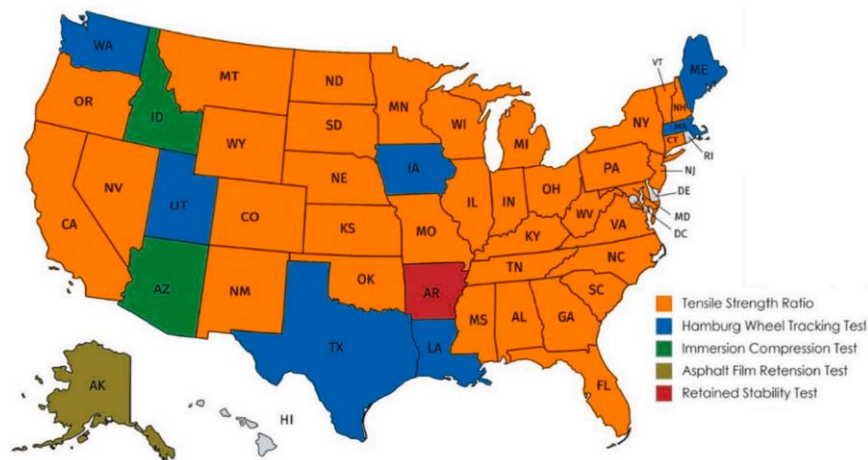 WA
MT
ND
MN
VT
ME
OR
ID
SD
WI
NY
NH
MA
CT
RI
WY
MI
IA
PA
NJ
NE
NV
UT
IL
IN
OH
DE
CO
WV
MD
CA
KS
MO
VA
DC
KY
NC
TN
AZ
NM
OK
AR
SC
MS
AL
GA
TX
LA
FL
AK
HI
Tensile Strength Ratio
Hamburg Wheel Tracking Test
Immersion Compression Test
Asphalt Film Retension Test
Retained Stability Test